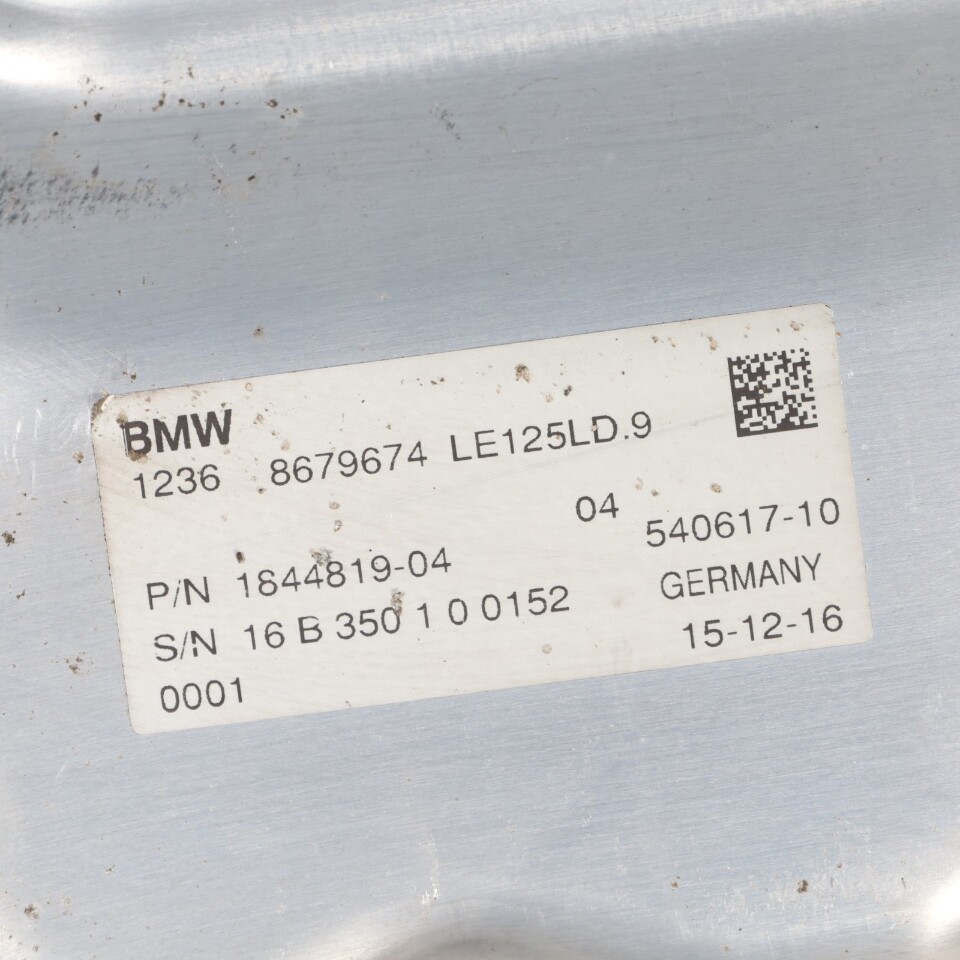 BMW
1236 8679674 LE125LD.9
04 540617-10
P/N 1844819-04 GERMANY
S/N 16 B 350 1 0 0152 15-12-16
0001